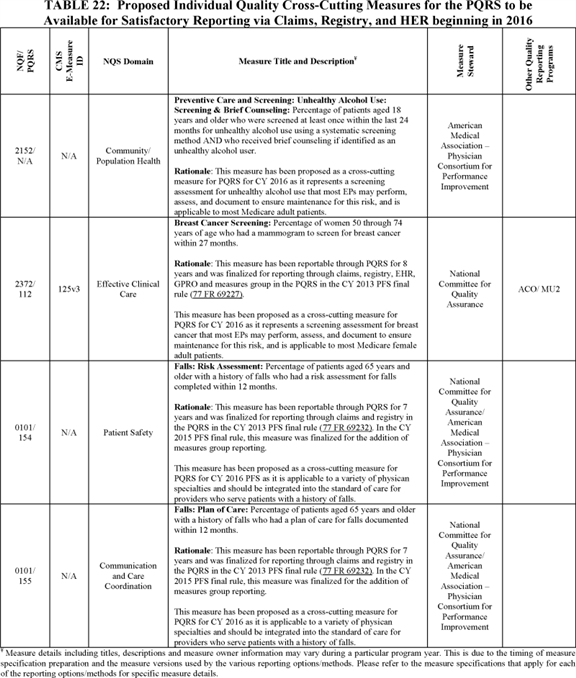 TABLE 22: Proposed Individual Quality Cross-Cutting Measures for the PQRS to be
Available for Satisfactory Reporting via Claims, Registry, and HER beginning in 2016
NQF/
PQRS
CMS
E-Measure
ID
NQS Domain
Measure Title and Description¥
Measure
Steward
Other Quality
Reporting
Programs
2152/
N/A
N/A
Community/
Population Health
Preventive Care and Screening: Unhealthy Alcohol Use:
Screening & Brief Counseling: Percentage of patients aged 18
years and older who were screened at least once within the last 24
months for unhealthy alcohol use using a systematic screening
method AND who received brief counseling if identified as an
unhealthy alcohol user.
Rationale: This measure has been proposed as a cross-cutting
measure for PQRS for CY 2016 as it represents a screening
assessment for unhealthy alcohol use that most EPs may perform,
assess, and document to ensure maintenance for this risk, and is
applicable to most Medicare adult patients.
American
Medical
Association –
Physician
Consortium for
Performance
Improvement
2372/
112
125v3
Effective Clinical
Care
Breast Cancer Screening: Percentage of women 50 through 74
years of age who had a mammogram to screen for breast cancer
within 27 months.
Rationale: This measure has been reportable through PQRS for 8
years and was finalized for reporting through claims, registry, EHR,
GPRO and measures group in the PQRS in the CY 2013 PFS final
rule (77 FR 69227).
This measure has been proposed as a cross-cutting measure for
PQRS for CY 2016 as it represents a screening assessment for breast
cancer that most EPs may perform, assess, and document to ensure
maintenance for this risk, and is applicable to most Medicare female
adult patients.
National
Committee for
Quality
Assurance
ACO/ MU2
0101/
154
N/A
Patient Safety
Falls: Risk Assessment: Percentage of patients aged 65 years and
older with a history of falls who had a risk assessment for falls
completed within 12 months.
Rationale: This measure has been reportable through PQRS for 7
years and was finalized for reporting through claims and registry in
the PQRS in the CY 2013 PFS final rule (77 FR 69232). In the CY
2015 PFS final rule, this measure was finalized for the addition of
measures group reporting.
This measure has been proposed as a cross-cutting measure for
PQRS for CY 2016 PFS as it is applicable to a variety of physician
specialties and should be integrated into the standard of care for
providers who serve patients with a history of falls.
National
Committee for
Quality
Assurance/
American
Medical
Association –
Physician
Consortium for
Performance
Improvement
0101/
155
N/A
Communication
and Care
Coordination
Falls: Plan of Care: Percentage of patients aged 65 years and older
with a history of falls who had a plan of care for falls documented
within 12 months.
Rationale: This measure has been reportable through PQRS for 7
years and was finalized for reporting through claims and registry in
the PQRS in the CY 2013 PFS final rule (77 FR 69232). In the CY
2015 PFS final rule, this measure was finalized for the addition of
measures group reporting.
This measure has been proposed as a cross-cutting measure for
PQRS for CY 2016 as it is applicable to a variety of physician
specialties and should be integrated into the standard of care for
providers who serve patients with a history of falls.
National
Committee for
Quality
Assurance/
American
Medical
Association –
Physician
Consortium for
Performance
Improvement
¥ Measure details including titles, descriptions and measure owner information may vary during a particular program year. This is due to the timing of measure
specification preparation and the measure versions used by the various reporting options/methods. Please refer to the measure specifications that apply for each
of the reporting options/methods for specific measure details.